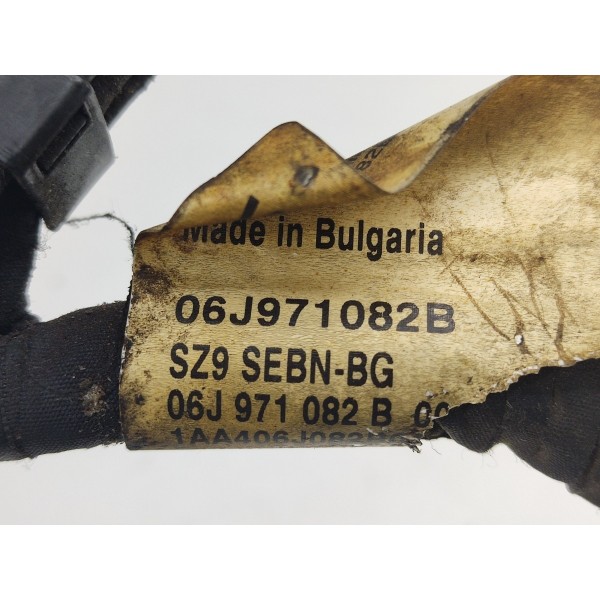 Made in Bulgaria
06J971082B
SZ9 SEBN-BG
06J 971 082 B